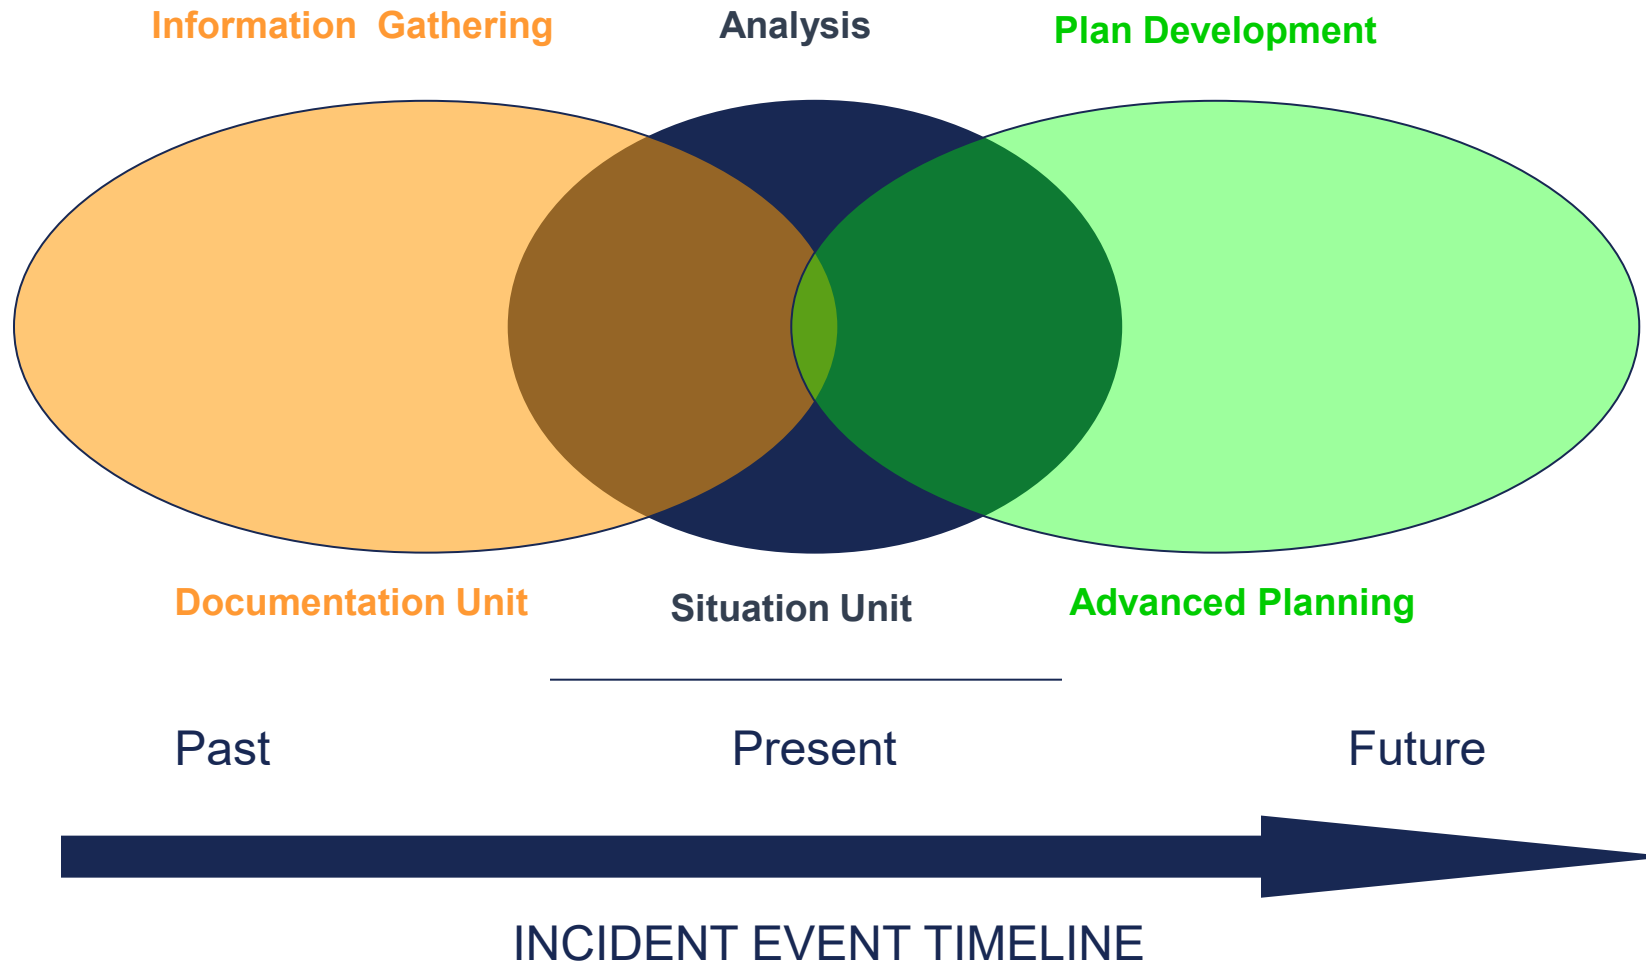 Information  Gathering
Analysis
Plan Development
Documentation Unit
Situation Unit
Advanced Planning
Past
Present
Future
INCIDENT EVENT TIMELINE